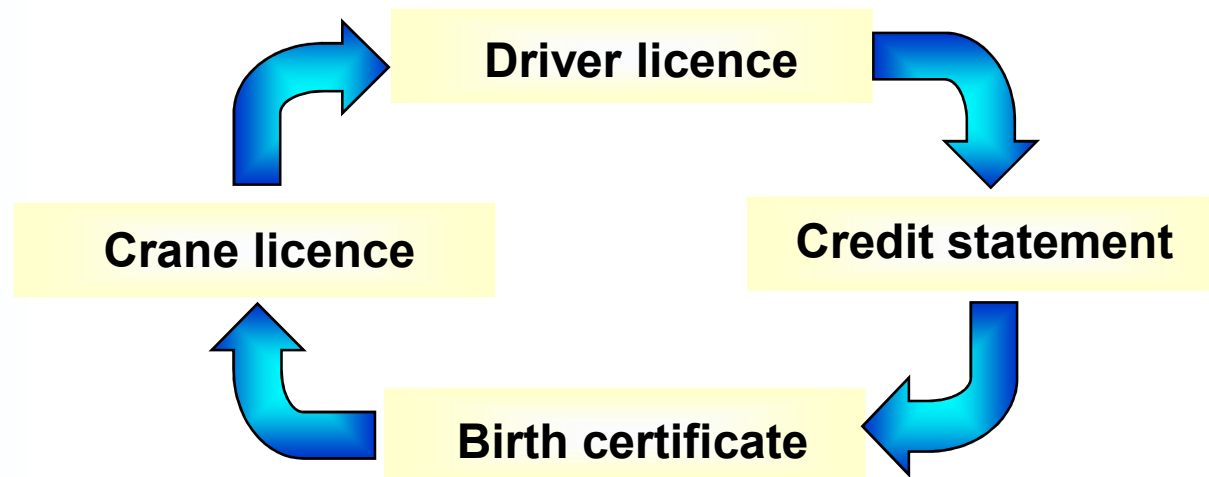 Driver licence
Crane licence
Credit statement
Birth certificate